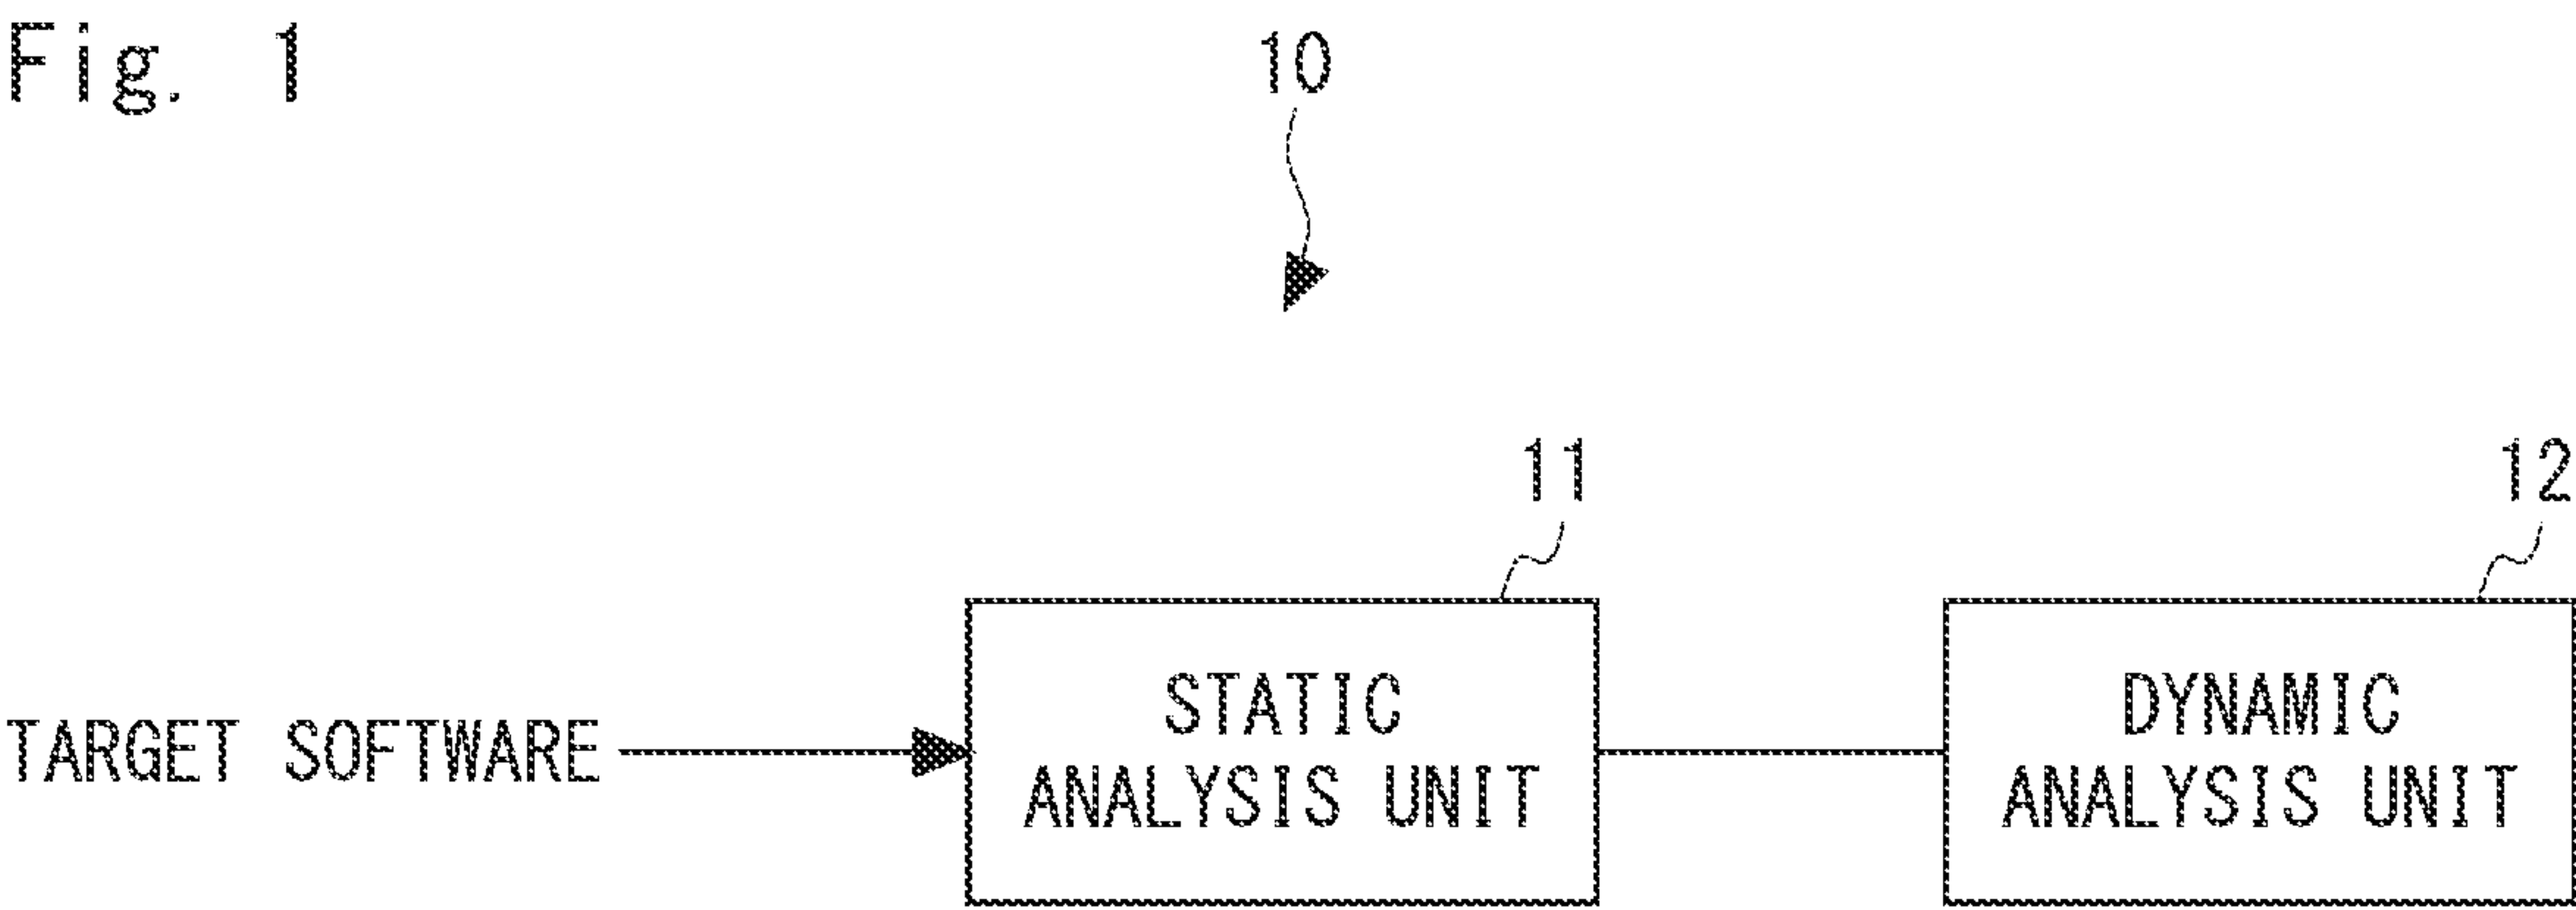 Fig. 1
10
11
12
TARGET SOFTWARE
STATIC
ANALYSIS UNIT
DYNAMIC
ANALYSIS UNIT